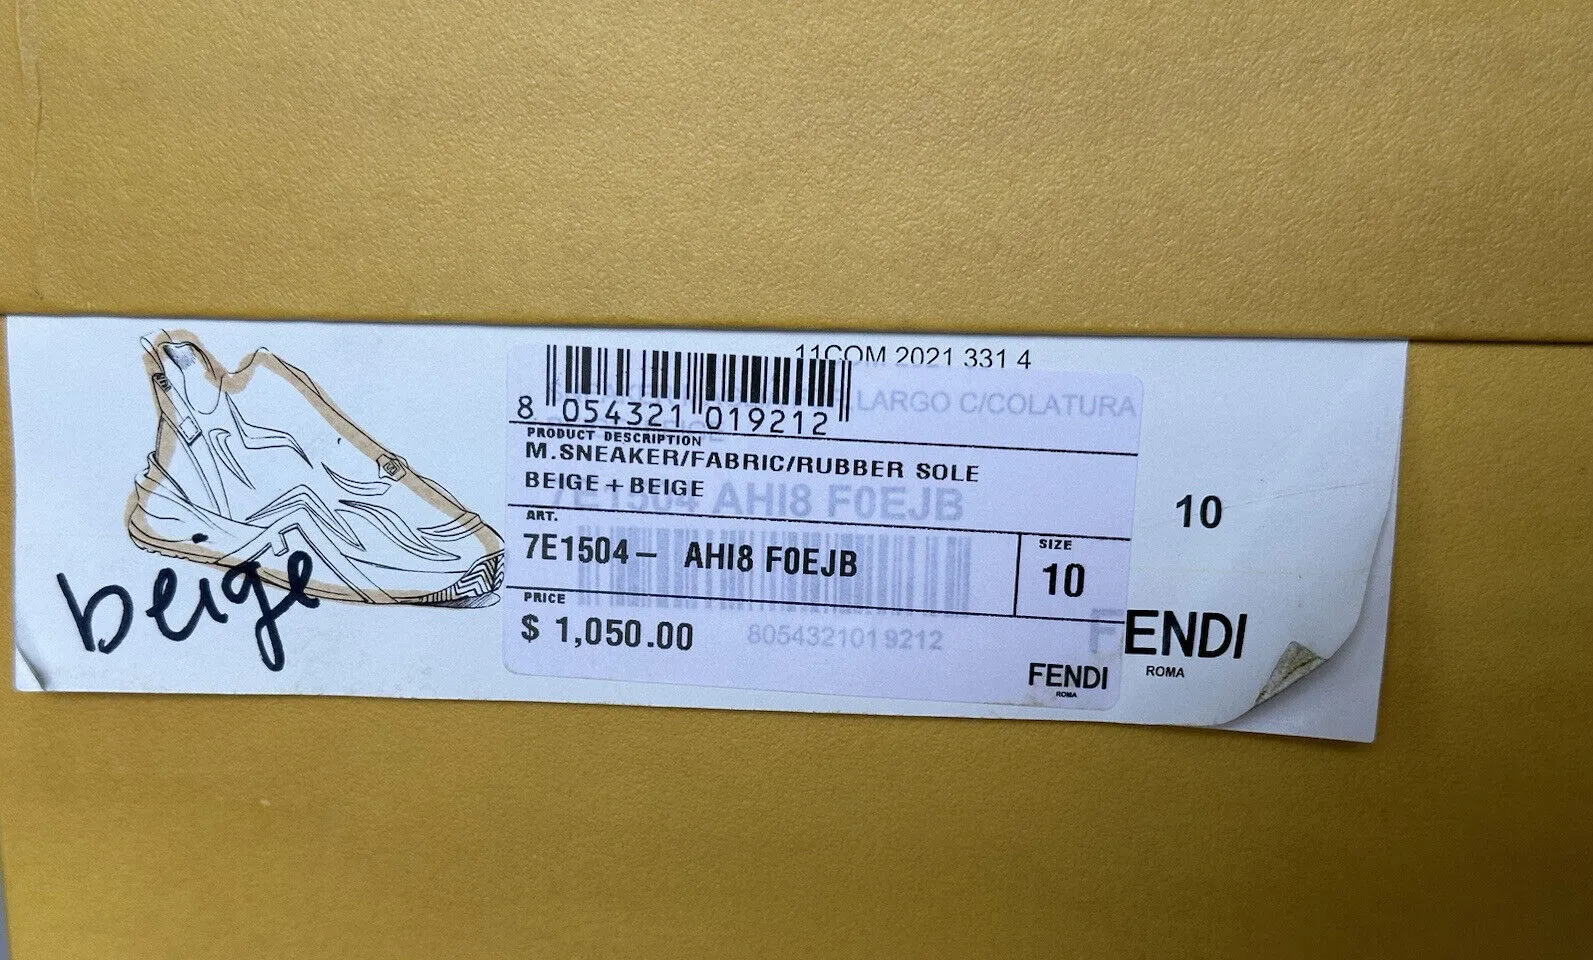 beige
11COM 2021 331 4
LARGO C/COLATURA
8 054321 019212
PRODUCT DESCRIPTION
M.SNEAKER/FABRIC/RUBBER SOLE
BEIGE+BEIGE
7E1504 AHI8 F0EJB
ART.
7E1504- AHI8 F0EJB
SIZE
10
10
PRICE
$ 1,050.00
8054321019212
FENDI
ROMA
FENDI
ROMA